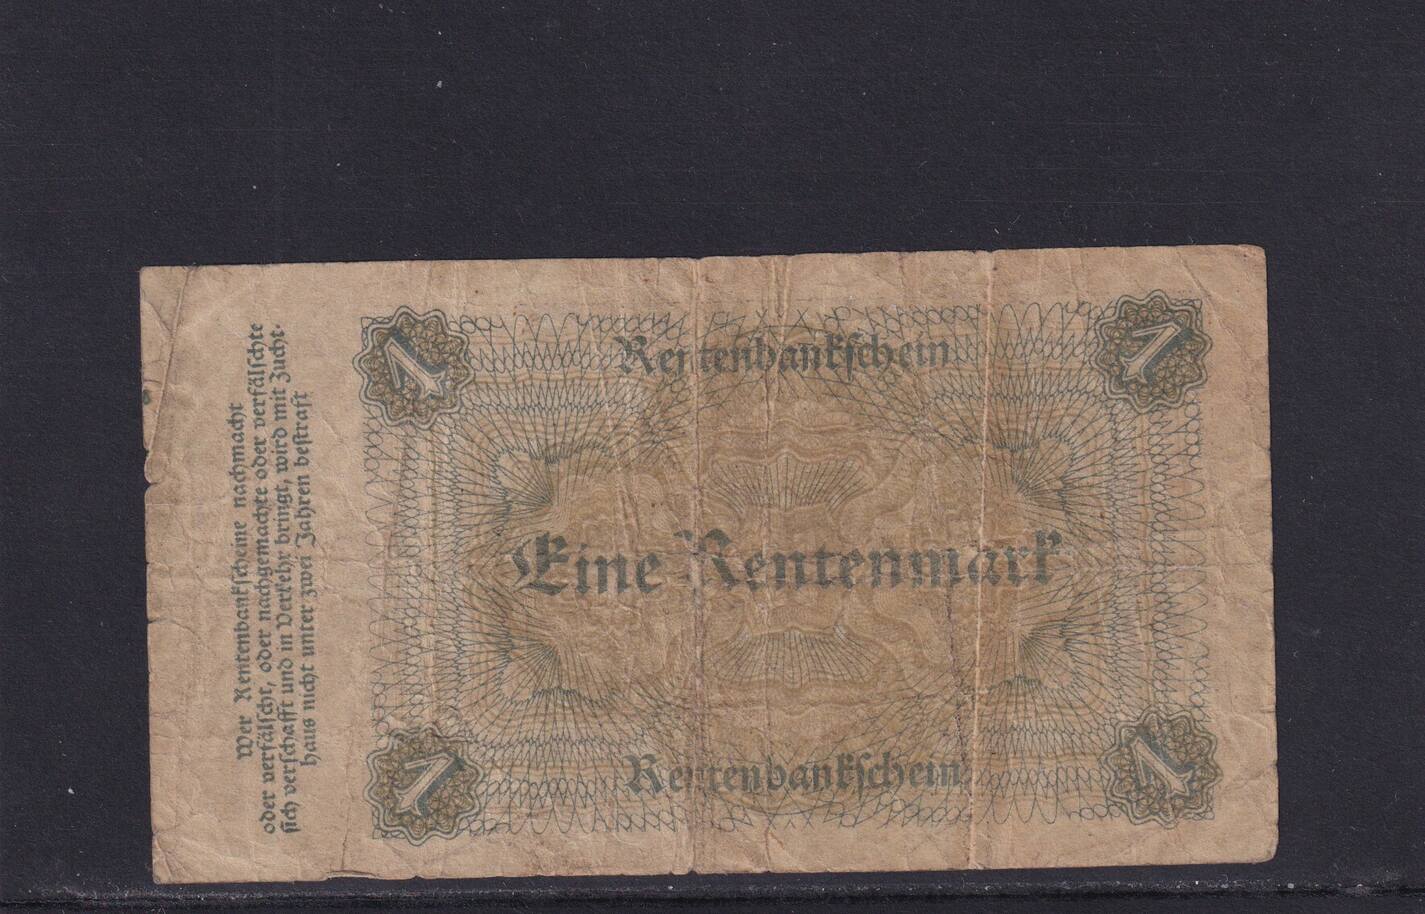 1
Rentenbankſchein
1
Eine Rentenmark
1
Rentenbankſchein
1
Wer Rentenbankſcheine nachmacht
oder verfälſcht, oder nachgemachte oder verfälſchte
ſich verſchafft und in Verkehr bringt, wird mit Zucht-
haus nicht unter zwei Jahren beſtraft